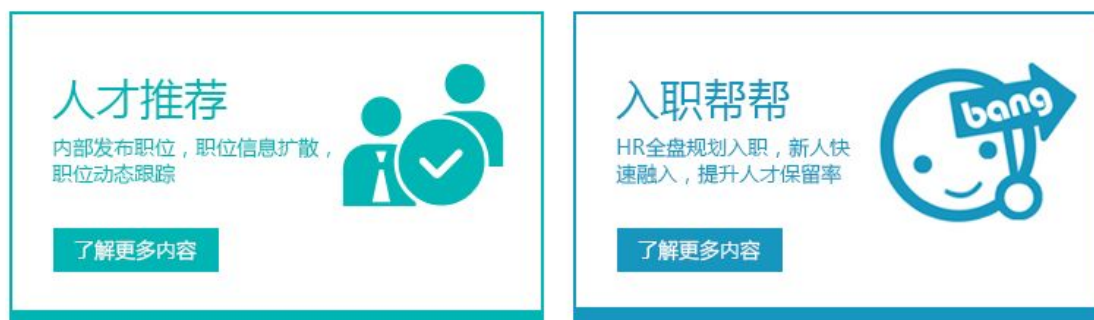 人才推荐
内部发布职位，职位信息扩散，
职位动态跟踪
了解更多内容
入职帮帮
HR全盘规划入职，新人快
速融入，提升人才保留率
bang
了解更多内容